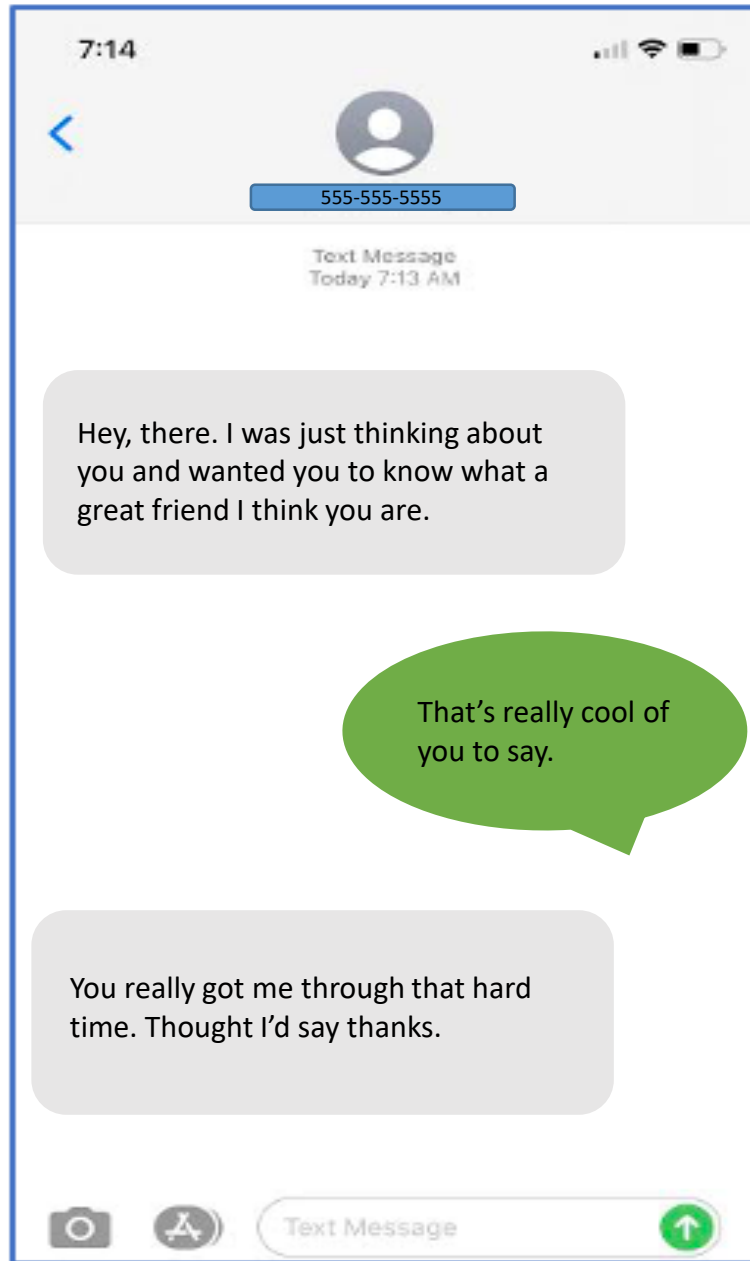 7:14
555-555-5555
Text Message
Today 7:13 AM
Hey, there. I was just thinking about
you and wanted you to know what a
great friend I think you are.
That’s really cool of
you to say.
You really got me through that hard
time. Thought I’d say thanks.
Text Message